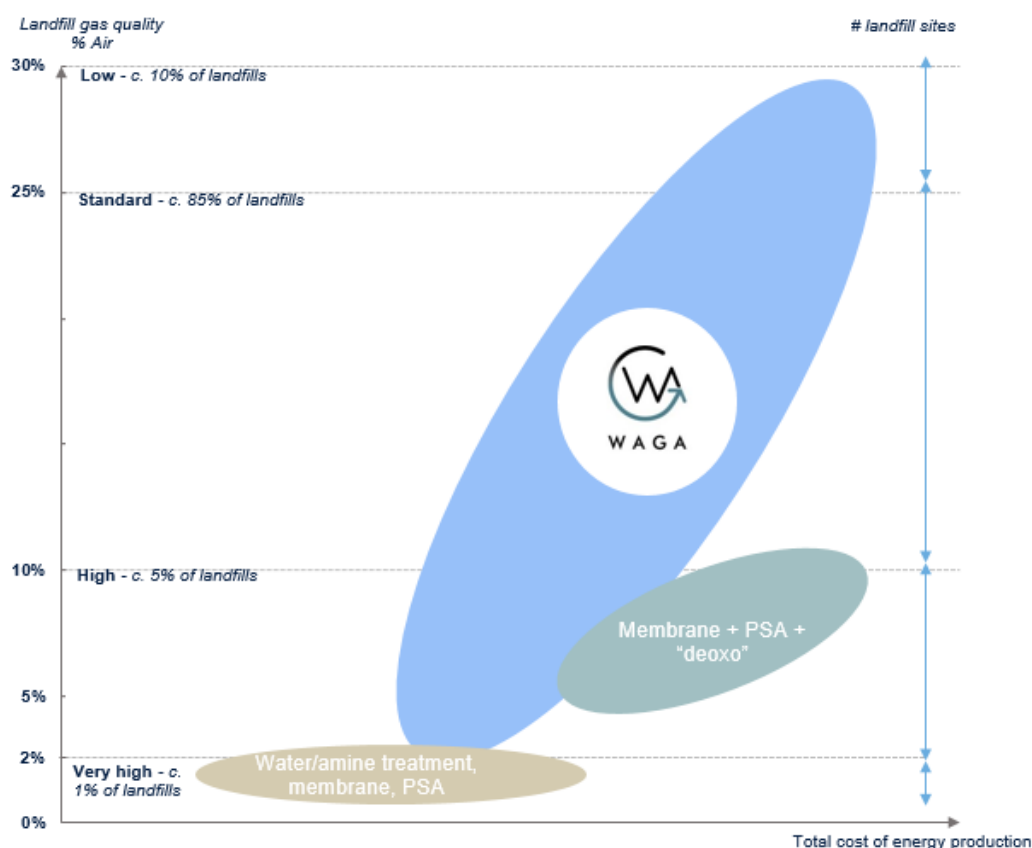 Landfill gas quality
% Air
# landfill sites
30%
Low - c. 10% of landfills
25%
Standard - c. 85% of landfills
WA
WAGA
10%
High - c. 5% of landfills
Membrane + PSA +
“deoxo”
5%
2%
Very high - c.
1% of landfills
Water/amine treatment,
membrane, PSA
0%
Total cost of energy production